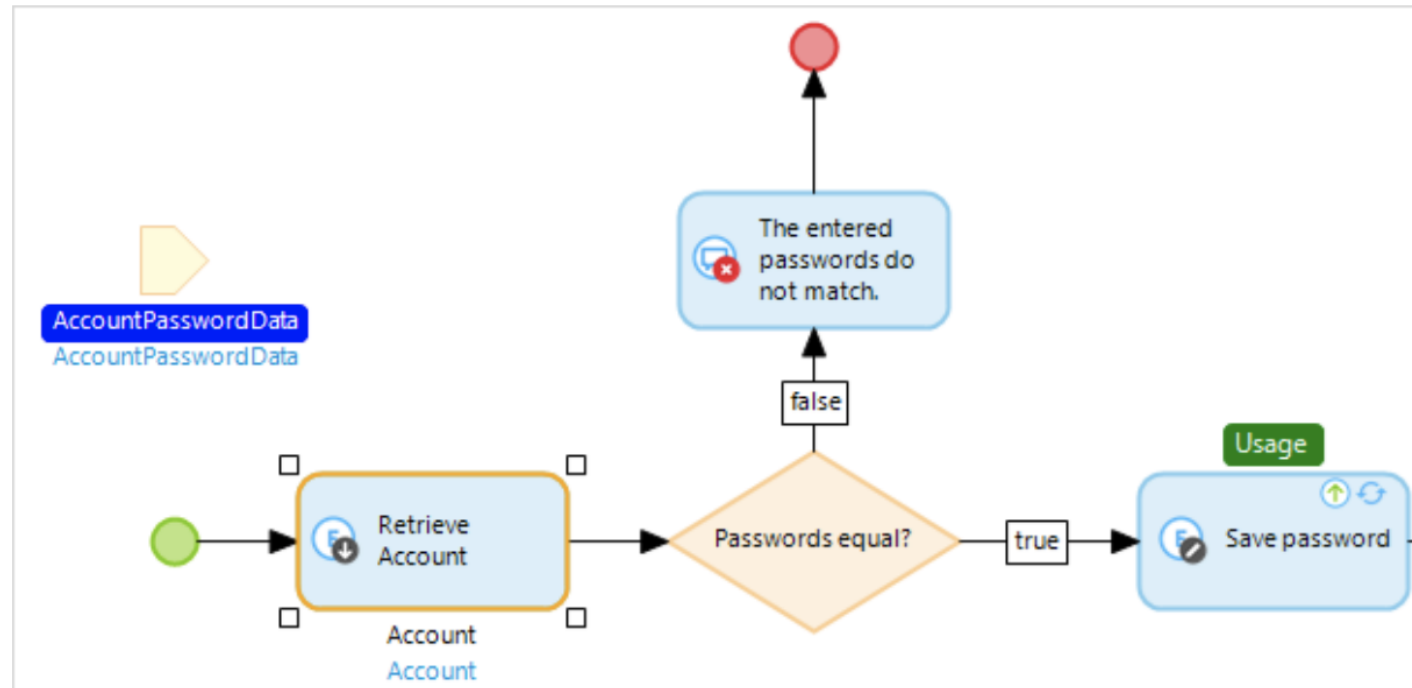 The entered
passwords do
not match.
AccountPasswordData
AccountPasswordData
false
Usage
Retrieve
Account
Passwords equal?
true
Save password
Account
Account